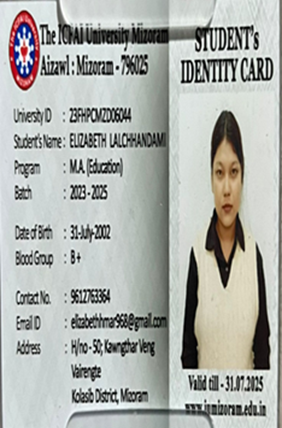 The ICFAI University Mizoram
Aizawl : Mizoram - 796025
University ID : 23FHPCMZD06044
Student's Name : ELIZABETH LALCHHANDAMI
Program : M.A. (Education)
Batch : 2023 - 2025
Date of Birth : 31-July-2002
Blood Group : B +
Contact No. : 9612763364
Email ID : elizabethhmar968@gmail.com
Address : H/no - 50; Kawngthar Veng
Vairengte
Kolasib District, Mizoram
STUDENT's
IDENTITY CARD
Valid till - 31.07.2025
www.iumizoram.edu.in